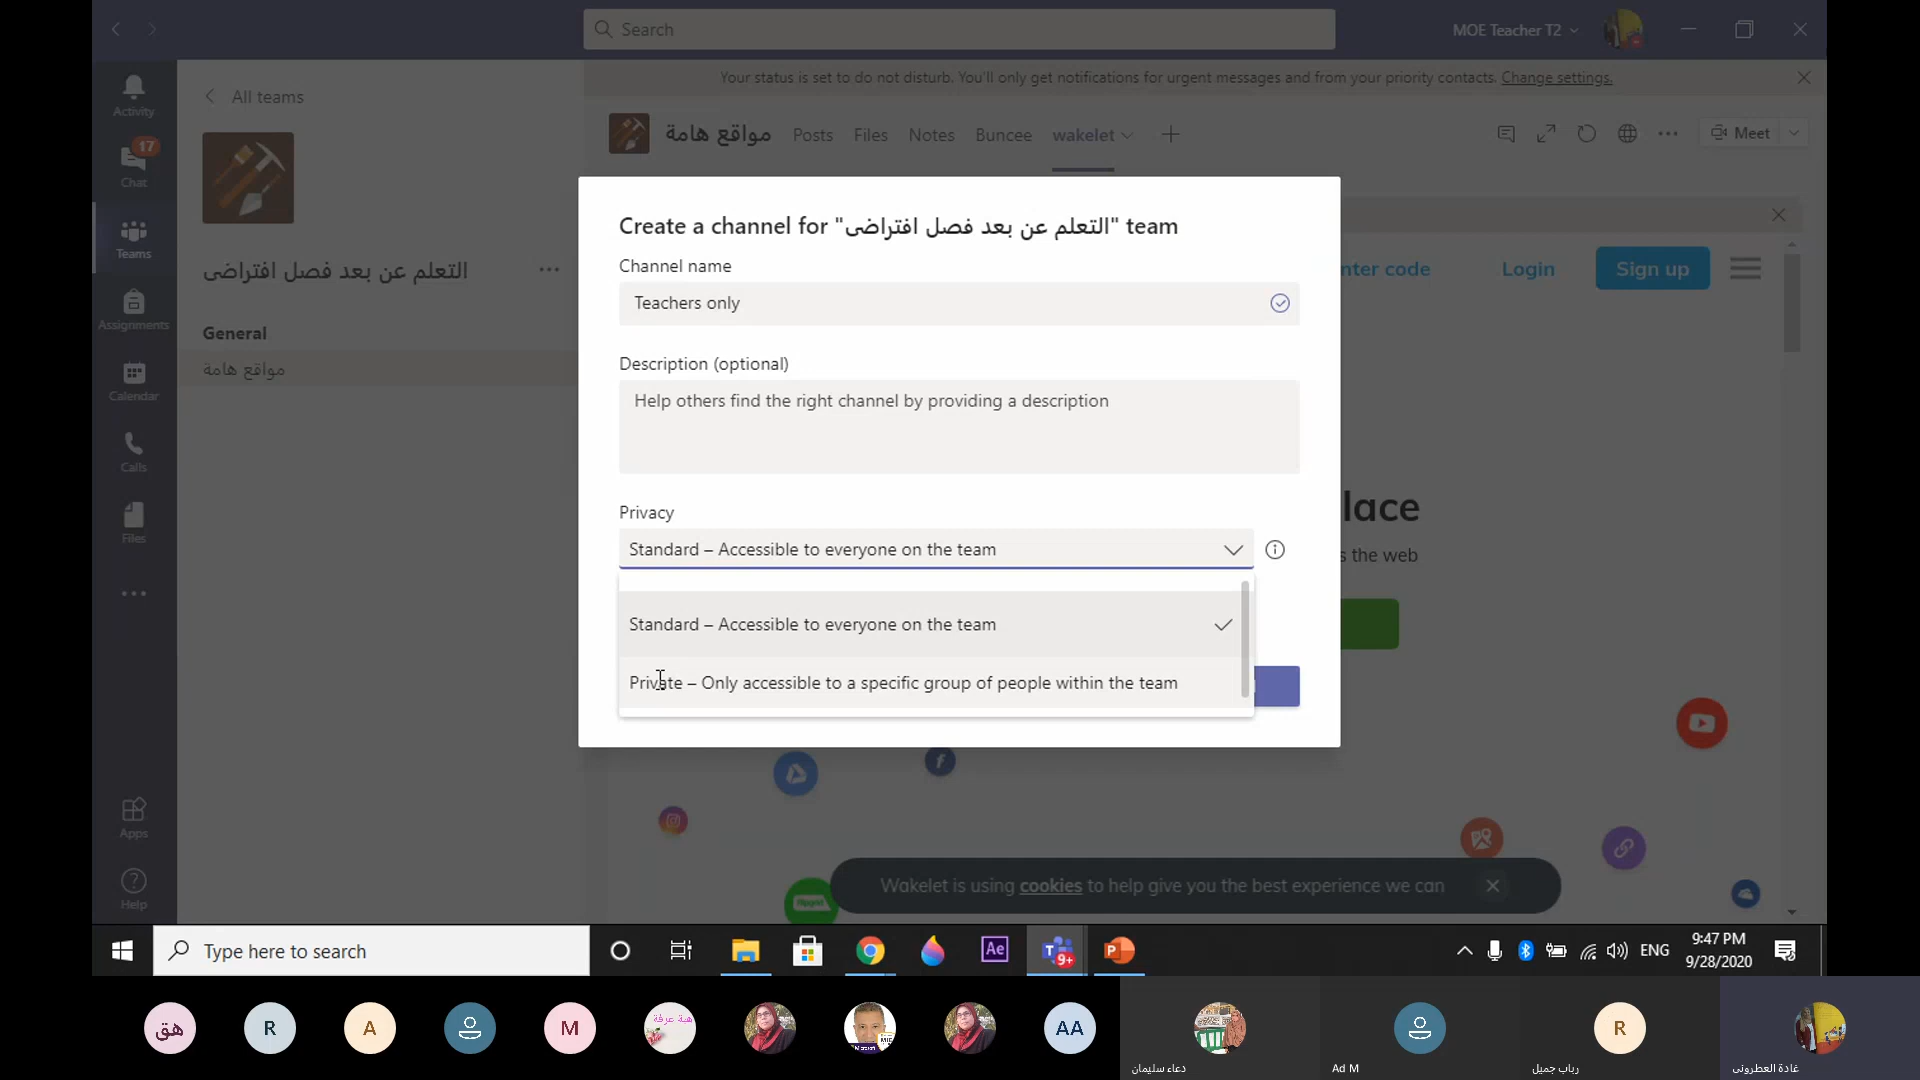 Search
MOE Teacher T2
Your status is set to do not disturb. You'll only get notifications for urgent messages and from your priority contacts. Change settings.
Activity
17
Chat
Teams
Assignments
Calendar
Calls
Files
Apps
Help
All teams
التعلم عن بعد فصل افتراضى
General
مواقع هامة
مواقع هامة Posts Files Notes Buncee wakelet
Meet
nter code Login Sign up
Create a channel for "التعلم عن بعد فصل افتراضى" team
Channel name
Teachers only
Description (optional)
Help others find the right channel by providing a description
Privacy
Standard – Accessible to everyone on the team
Standard – Accessible to everyone on the team
Private – Only accessible to a specific group of people within the team
lace
s the web
Wakelet is using cookies to help give you the best experience we can
Type here to search
Ae
9+
ENG
9:47 PM
9/28/2020
هق
R
A
M
هبة عرفة
AA
دعاء سليمان
Ad M
R
رباب جميل
غادة العطرونى